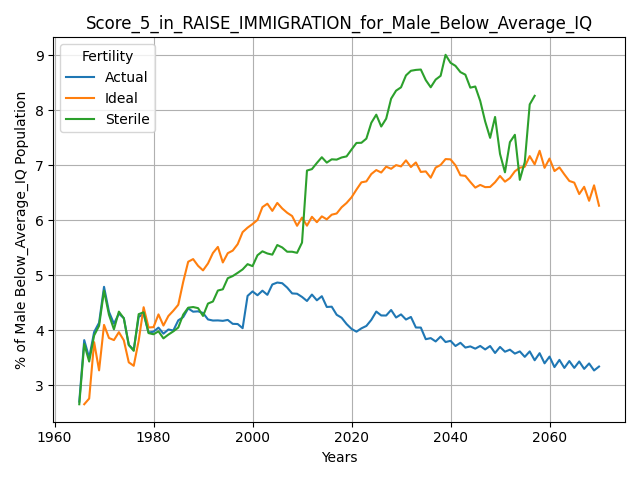 Score_5_in_RAISE_IMMIGRATION_for_Male_Below_Average_IQ
Fertility
Actual
Ideal
Sterile
% of Male Below_Average_IQ Population
9
8
7
6
5
4
3
1960
1980
2000
2020
2040
2060
Years